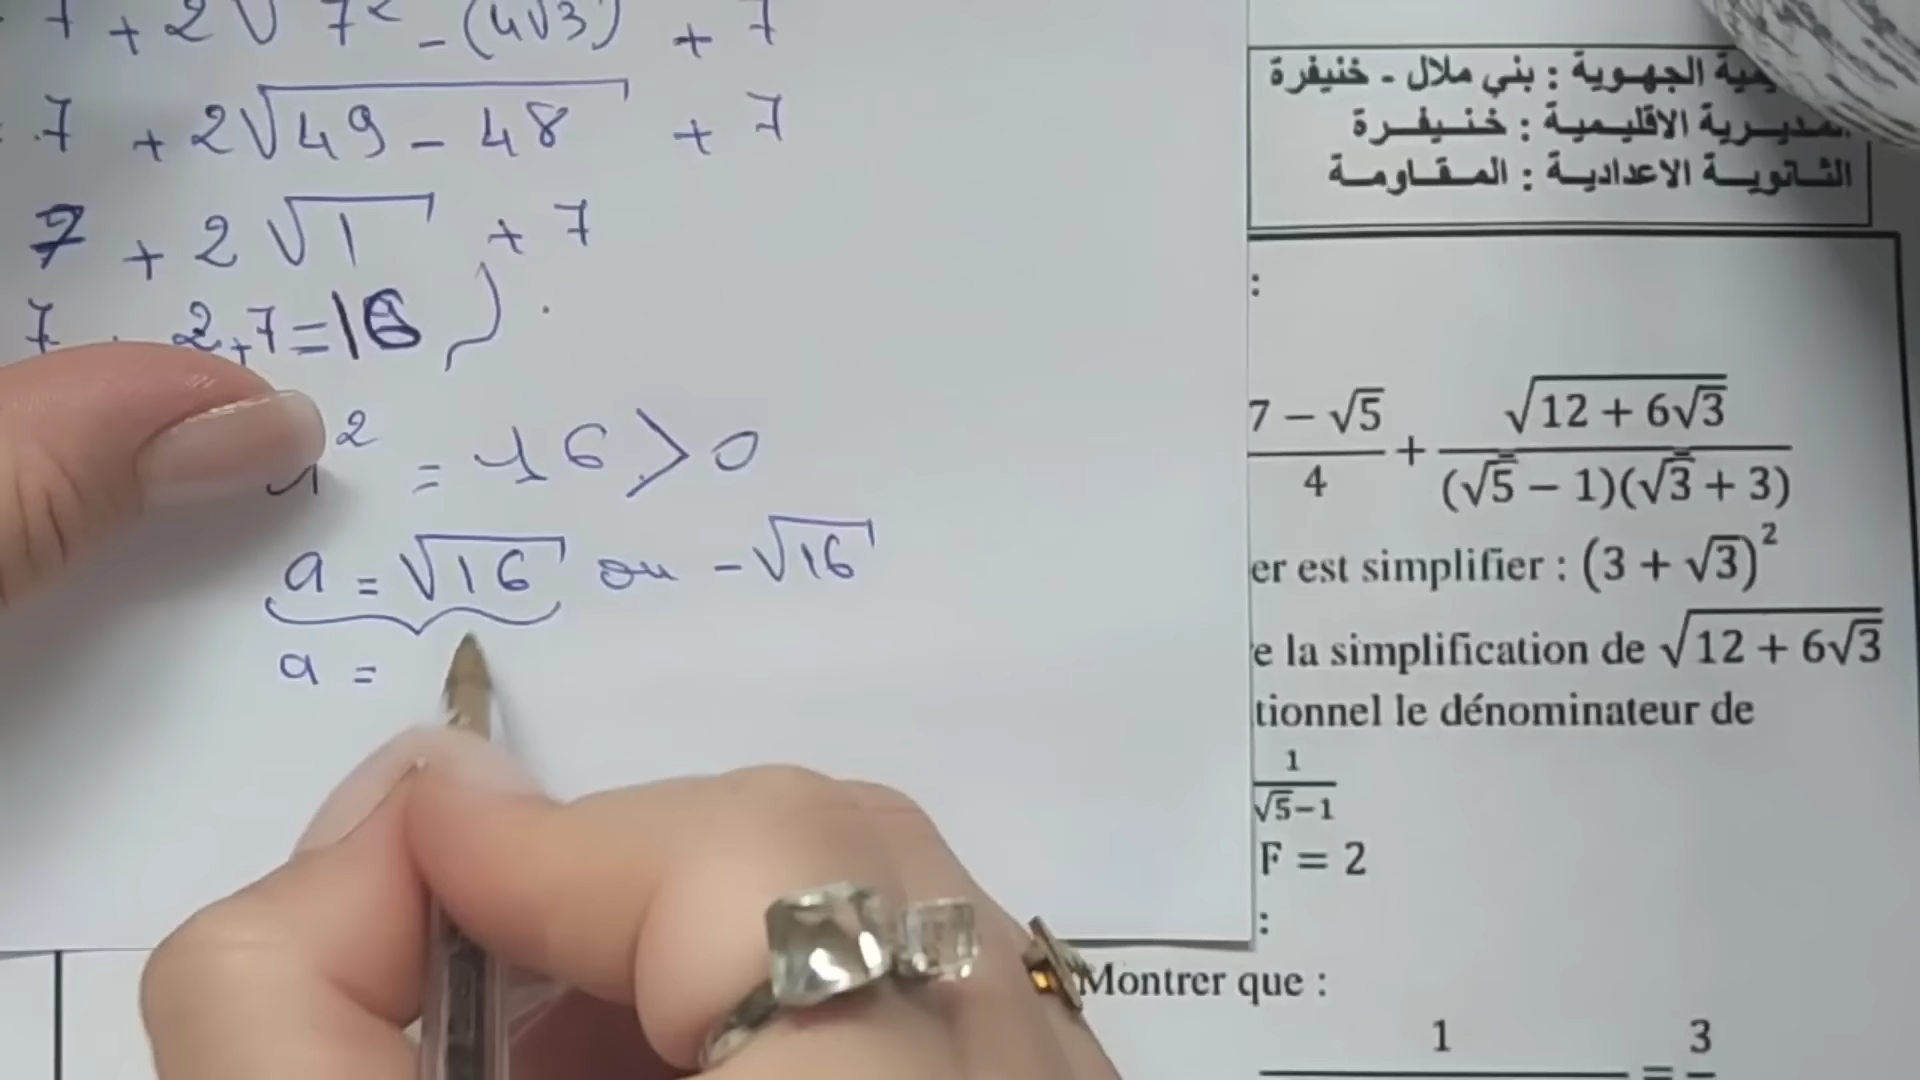 7 + 2√7² - (4√3) + 7
7 + 2√49 - 48 + 7
7 + 2√1 + 7
7 2+7=16
² = 16 > 0
a = √16 ou -√16
a =
الجهوية : بني ملال - خنيفرة
المديرية الاقليمية : خنيفرة
الثانوية الاعدادية : المقاومة
:
7 - √5 / 4 + √12 + 6√3 / (√5 - 1)(√3 + 3)
er est simplifier : (3 + √3)²
e la simplification de √12 + 6√3
tionnel le dénominateur de
1 / √5-1
F = 2
:
Montrer que :
1 = 3